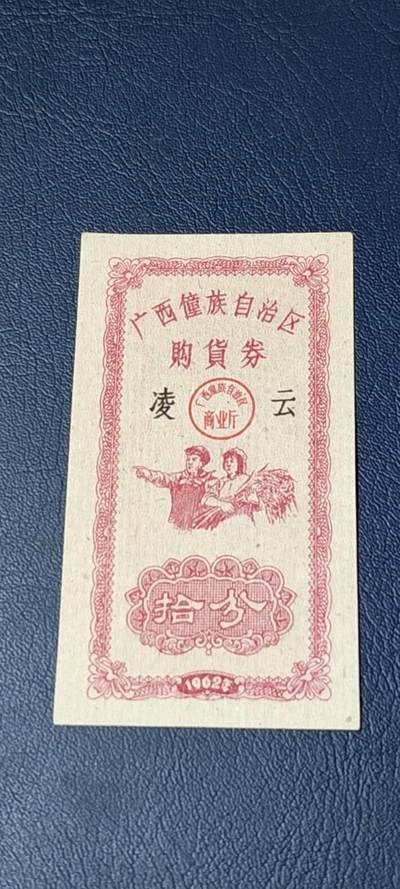 广西僮族自治区
购貨券
凌 云
广西僮族自治区
商业厅
拾分
1962年